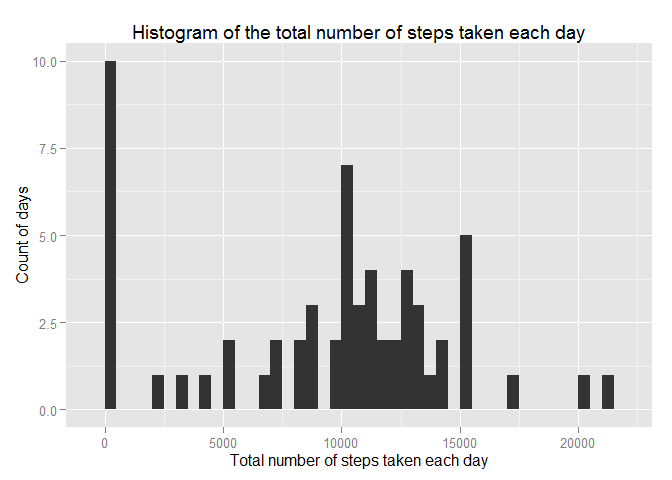 Histogram of the total number of steps taken each day
10.0
7.5
5.0
2.5
0.0
Count of days
0 5000 10000 15000 20000
Total number of steps taken each day